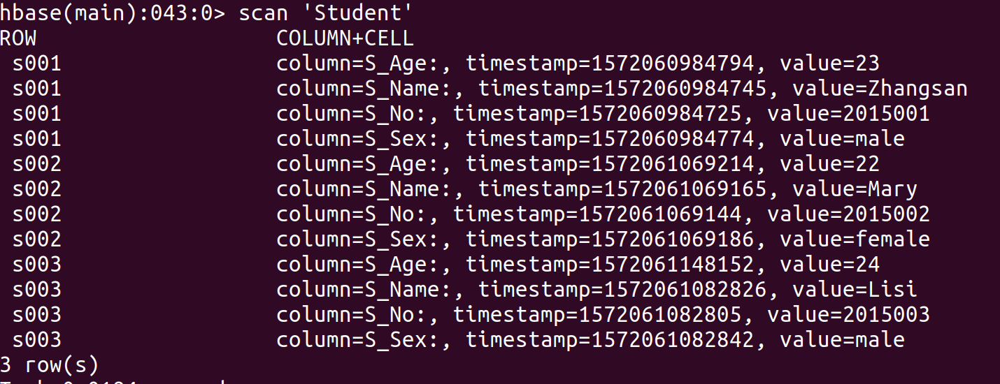 hbase(main):043:0> scan 'Student'
ROW COLUMN+CELL
s001 column=S_Age:, timestamp=1572060984794, value=23
s001 column=S_Name:, timestamp=1572060984745, value=Zhangsan
s001 column=S_No:, timestamp=1572060984725, value=2015001
s001 column=S_Sex:, timestamp=1572060984774, value=male
s002 column=S_Age:, timestamp=1572061069214, value=22
s002 column=S_Name:, timestamp=1572061069165, value=Mary
s002 column=S_No:, timestamp=1572061069144, value=2015002
s002 column=S_Sex:, timestamp=1572061069186, value=female
s003 column=S_Age:, timestamp=1572061148152, value=24
s003 column=S_Name:, timestamp=1572061082826, value=Lisi
s003 column=S_No:, timestamp=1572061082805, value=2015003
s003 column=S_Sex:, timestamp=1572061082842, value=male
3 row(s)